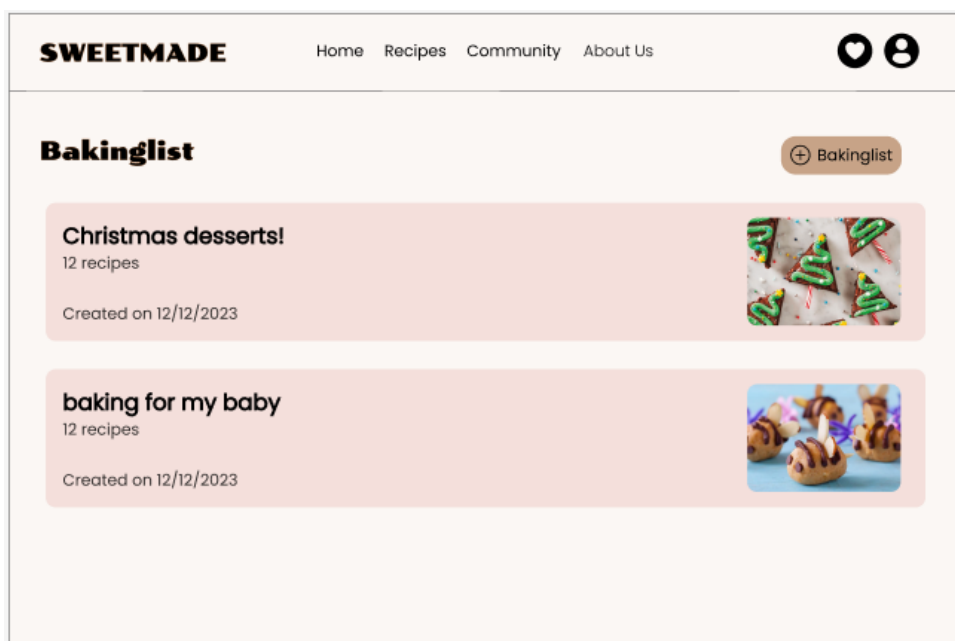 SWEETMADE
Home Recipes Community About Us
Bakinglist
Bakinglist
Christmas desserts!
12 recipes
Created on 12/12/2023
baking for my baby
12 recipes
Created on 12/12/2023